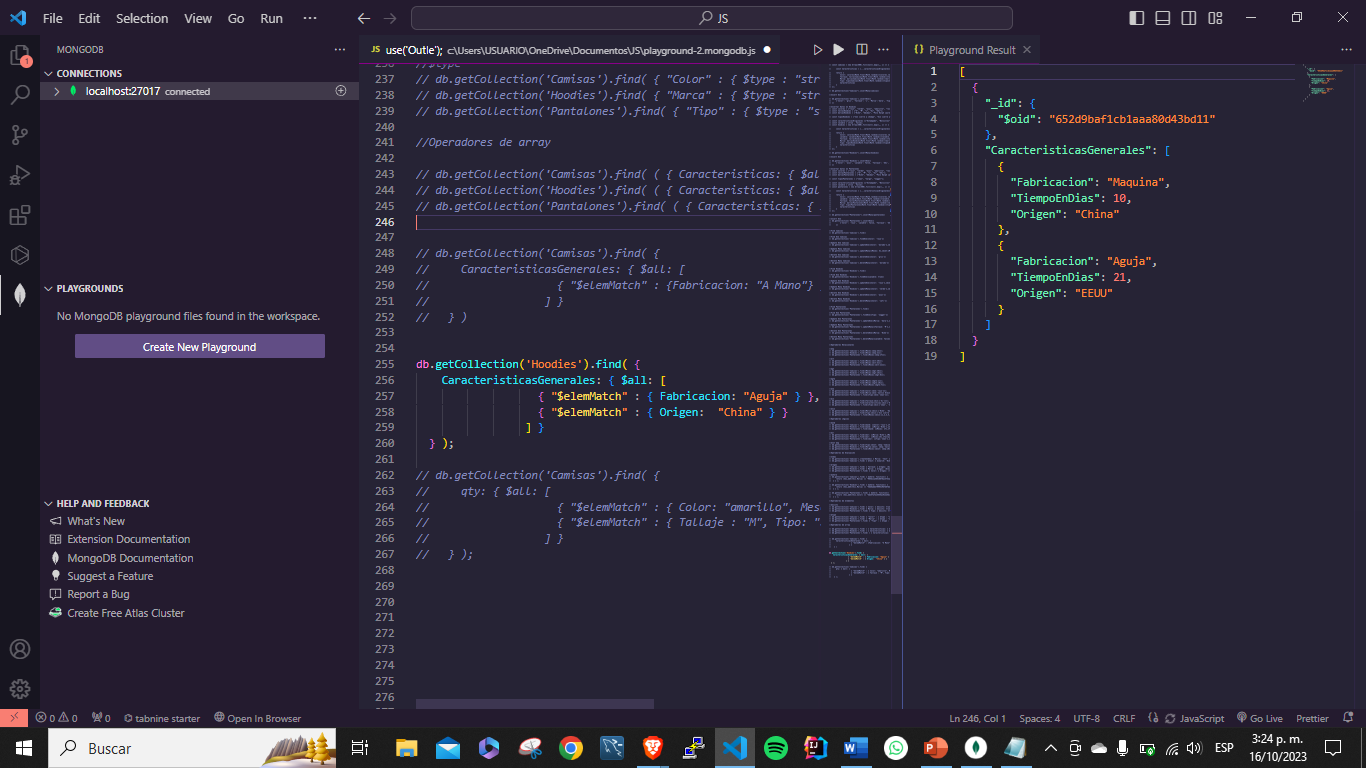 File Edit Selection View Go Run ··· JS
MONGODB
CONNECTIONS
localhost:27017 connected
PLAYGROUNDS
No MongoDB playground files found in the workspace.
Create New Playground
HELP AND FEEDBACK
What's New
Extension Documentation
MongoDB Documentation
Suggest a Feature
Report a Bug
Create Free Atlas Cluster
JS use('Outle'); c:\Users\USUARIO\OneDrive\Documentos\JS\playground-2.mongodb.js
236 //$type
237 // db.getCollection('Camisas').find( { "Color" : { $type : "str
238 // db.getCollection('Hoodies').find( { "Marca" : { $type : "str
239 // db.getCollection('Pantalones').find( { "Tipo" : { $type : "s
240
241 //Operadores de array
242
243 // db.getCollection('Camisas').find( ( { Caracteristicas: { $al
244 // db.getCollection('Hoodies').find( ( { Caracteristicas: { $al
245 // db.getCollection('Pantalones').find( ( { Caracteristicas: {
246
247
248 // db.getCollection('Camisas').find( {
249 //     CaracteristicasGenerales: { $all: [
250 //                    { "$elemMatch" : {Fabricacion: "A Mano"}
251 //                  ] }
252 //   } )
253
254
255 db.getCollection('Hoodies').find( {
256     CaracteristicasGenerales: { $all: [
257                    { "$elemMatch" : { Fabricacion: "Aguja" } },
258                    { "$elemMatch" : { Origen:  "China" } }
259                  ] }
260   } );
261
262 // db.getCollection('Camisas').find( {
263 //     qty: { $all: [
264 //                    { "$elemMatch" : { Color: "amarillo", Mes
265 //                    { "$elemMatch" : { Tallaje : "M", Tipo: "
266 //                  ] }
267 //   } );
268
269
270
271
272
273
274
275
276
Playground Result
1 [
2   {
3     "_id": {
4       "$oid": "652d9baf1cb1aaa80d43bd11"
5     },
6     "CaracteristicasGenerales": [
7       {
8         "Fabricacion": "Maquina",
9         "TiempoEnDias": 10,
10         "Origen": "China"
11       },
12       {
13         "Fabricacion": "Aguja",
14         "TiempoEnDias": 21,
15         "Origen": "EEUU"
16       }
17     ]
18   }
19 ]
0 0 0 tabnine starter Open In Browser Ln 246, Col 1 Spaces: 4 UTF-8 CRLF JavaScript Go Live Prettier
Buscar ESP 3:24 p. m.
16/10/2023